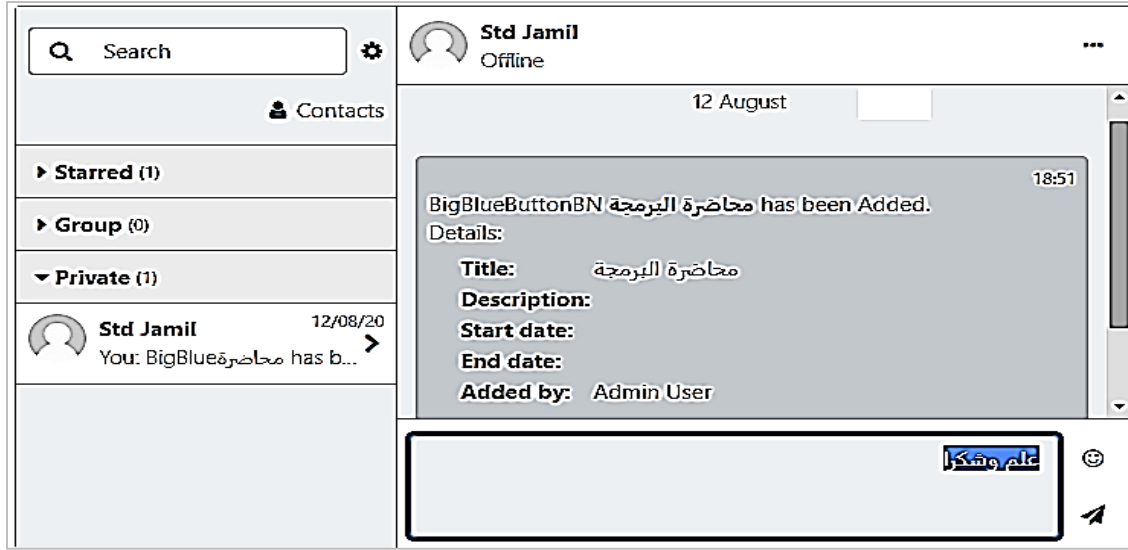 Search
Contacts
Starred (1)
Group (0)
Private (1)
Std Jamil 12/08/20
You: BigBlueمحاضرة has b...
Std Jamil
Offline
...
12 August
18:51
BigBlueButtonBN محاضرة البرمجة has been Added.
Details:
Title: محاضرة البرمجة
Description:
Start date:
End date:
Added by: Admin User
علم وشكرا